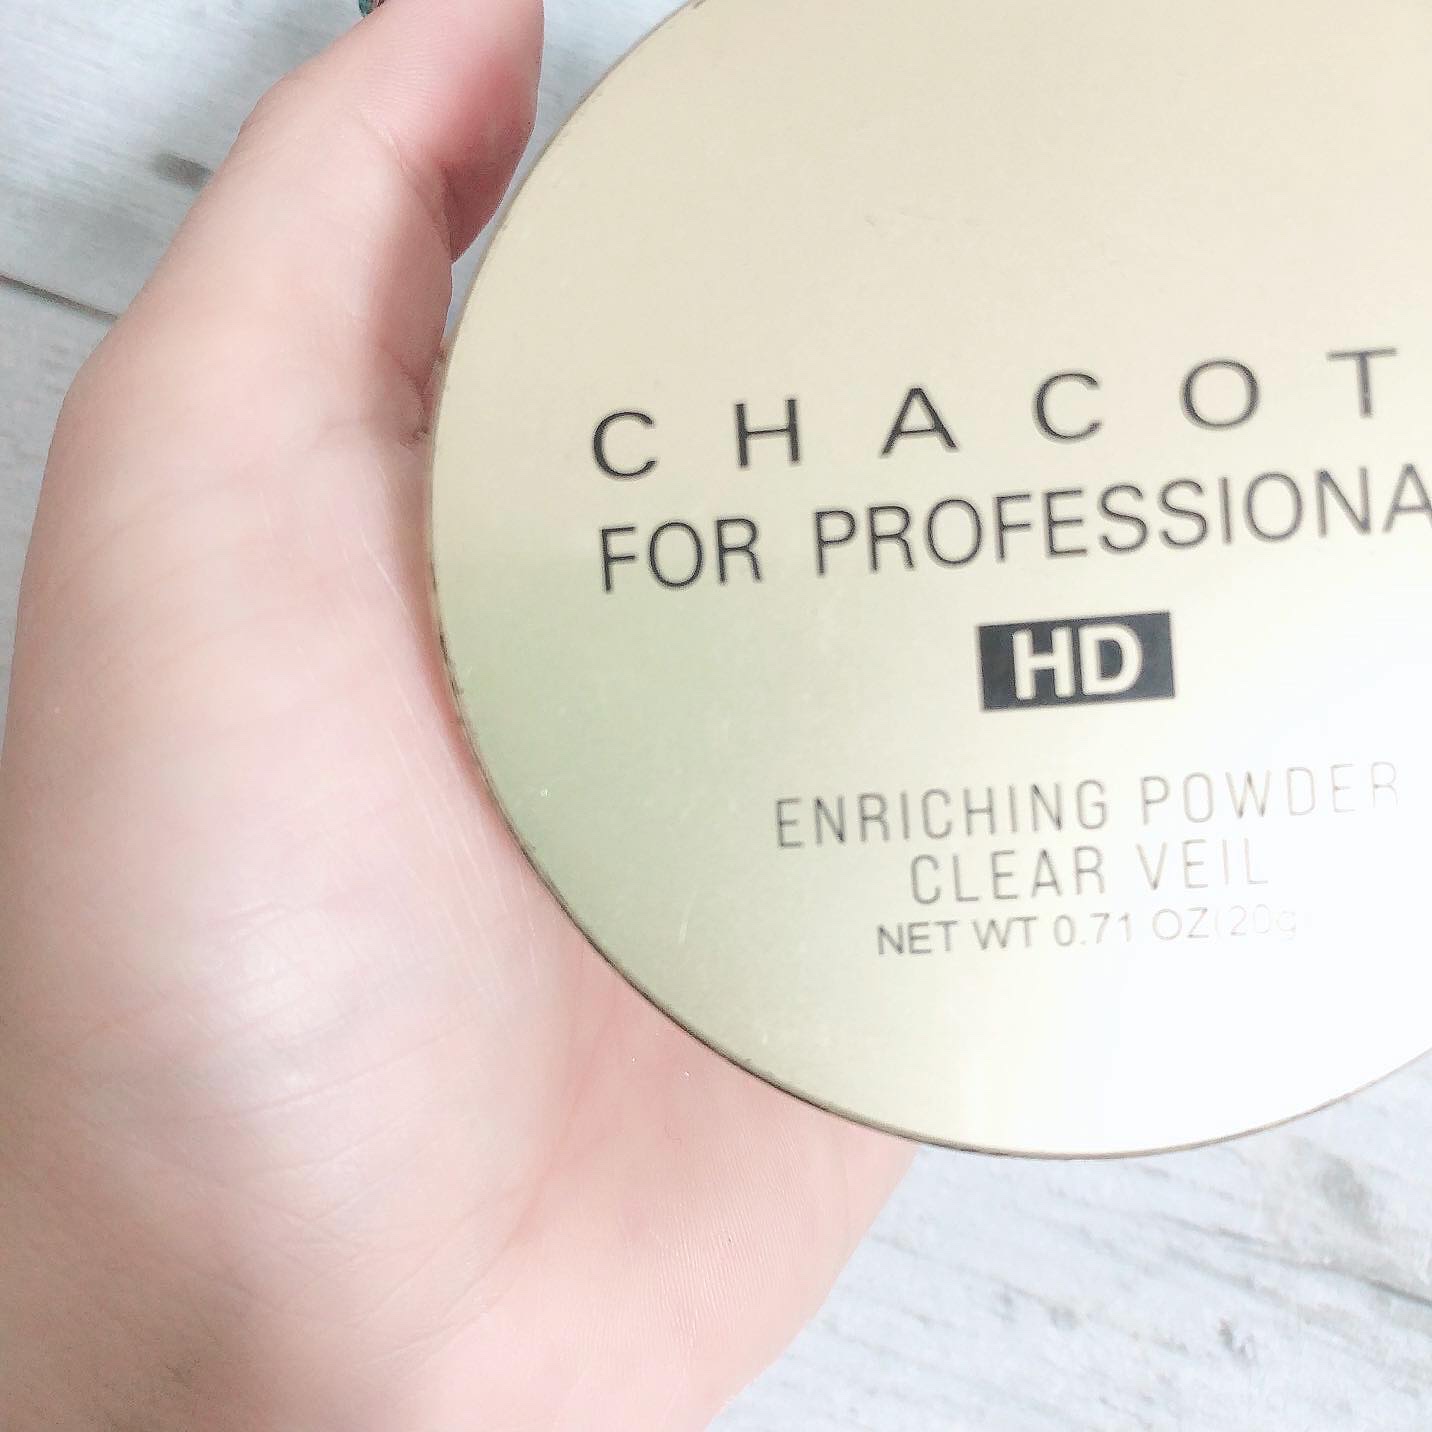 CHACOT
FOR PROFESSIONA
HD
ENRICHING POWDER
CLEAR VEIL
NET WT 0.71 OZ(20g